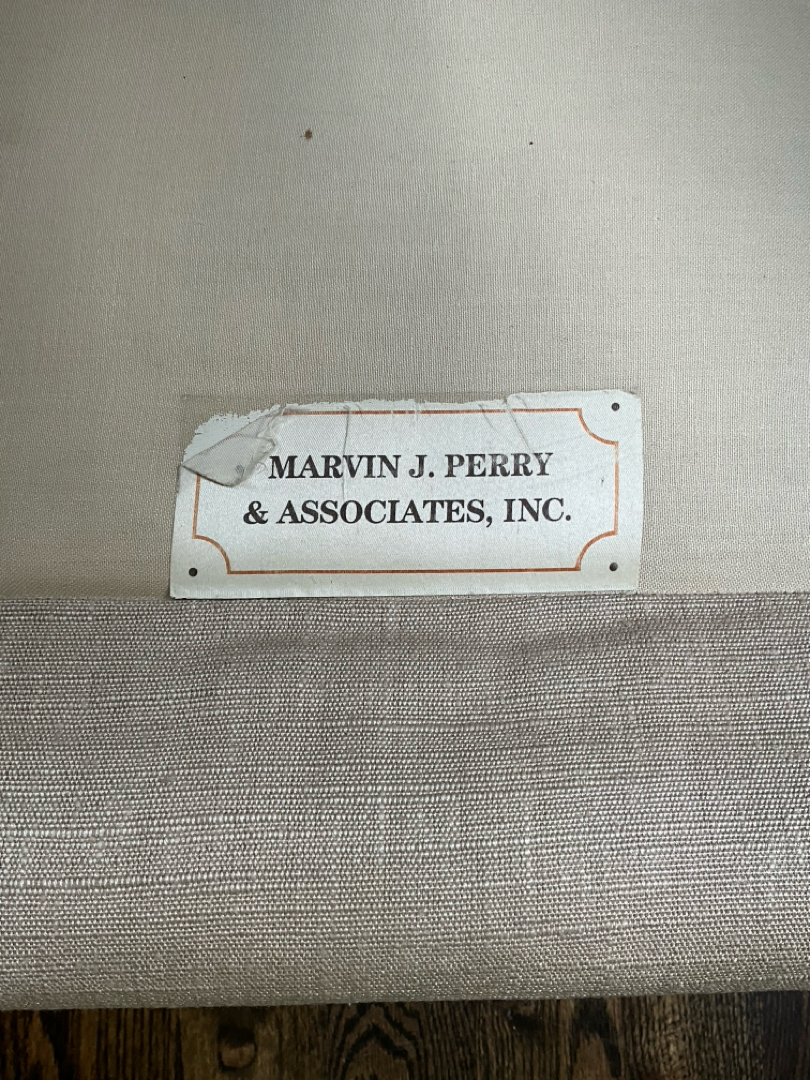 MARVIN J. PERRY
& ASSOCIATES, INC.